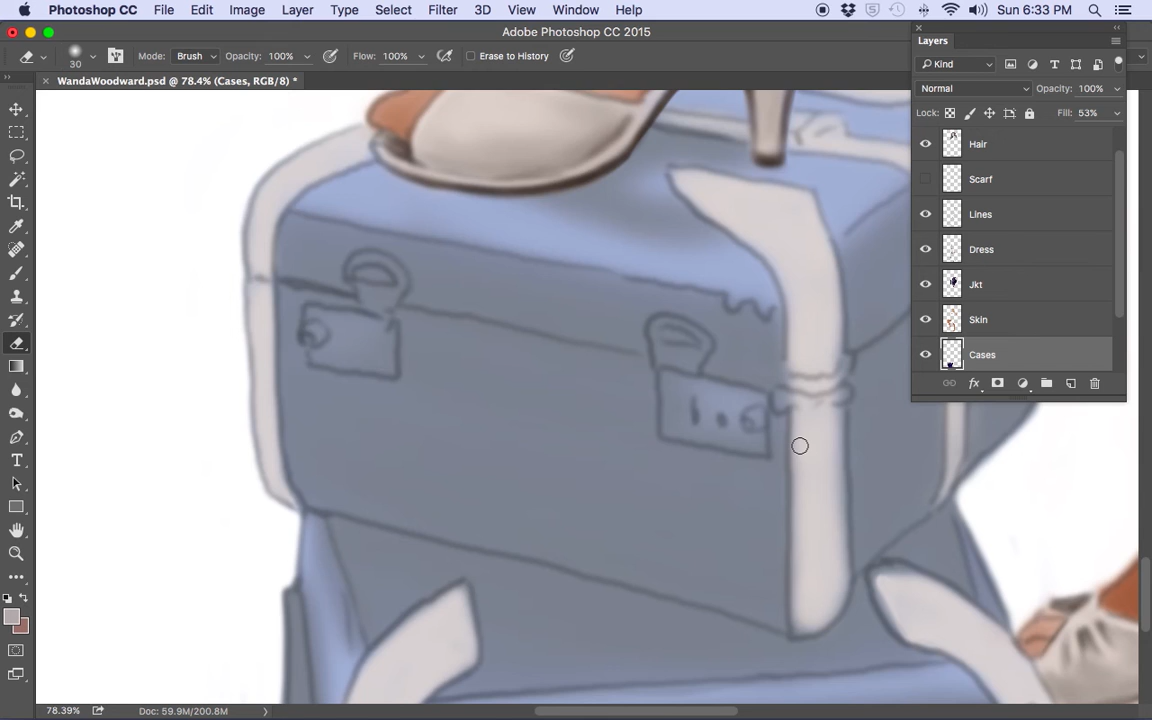 Photoshop CC File Edit Image Layer Type Select Filter 3D View Window Help Sun 6:33 PM
Adobe Photoshop CC 2015
30 Mode: Brush Opacity: 100% Flow: 100% Erase to History
WandaWoodward.psd @ 78.4% (Cases, RGB/8) *
Layers
Kind
Normal Opacity: 100%
Lock: Fill: 53%
Hair
Scarf
Lines
Dress
Jkt
Skin
Cases
fx
78.39% Doc: 59.9M/200.8M